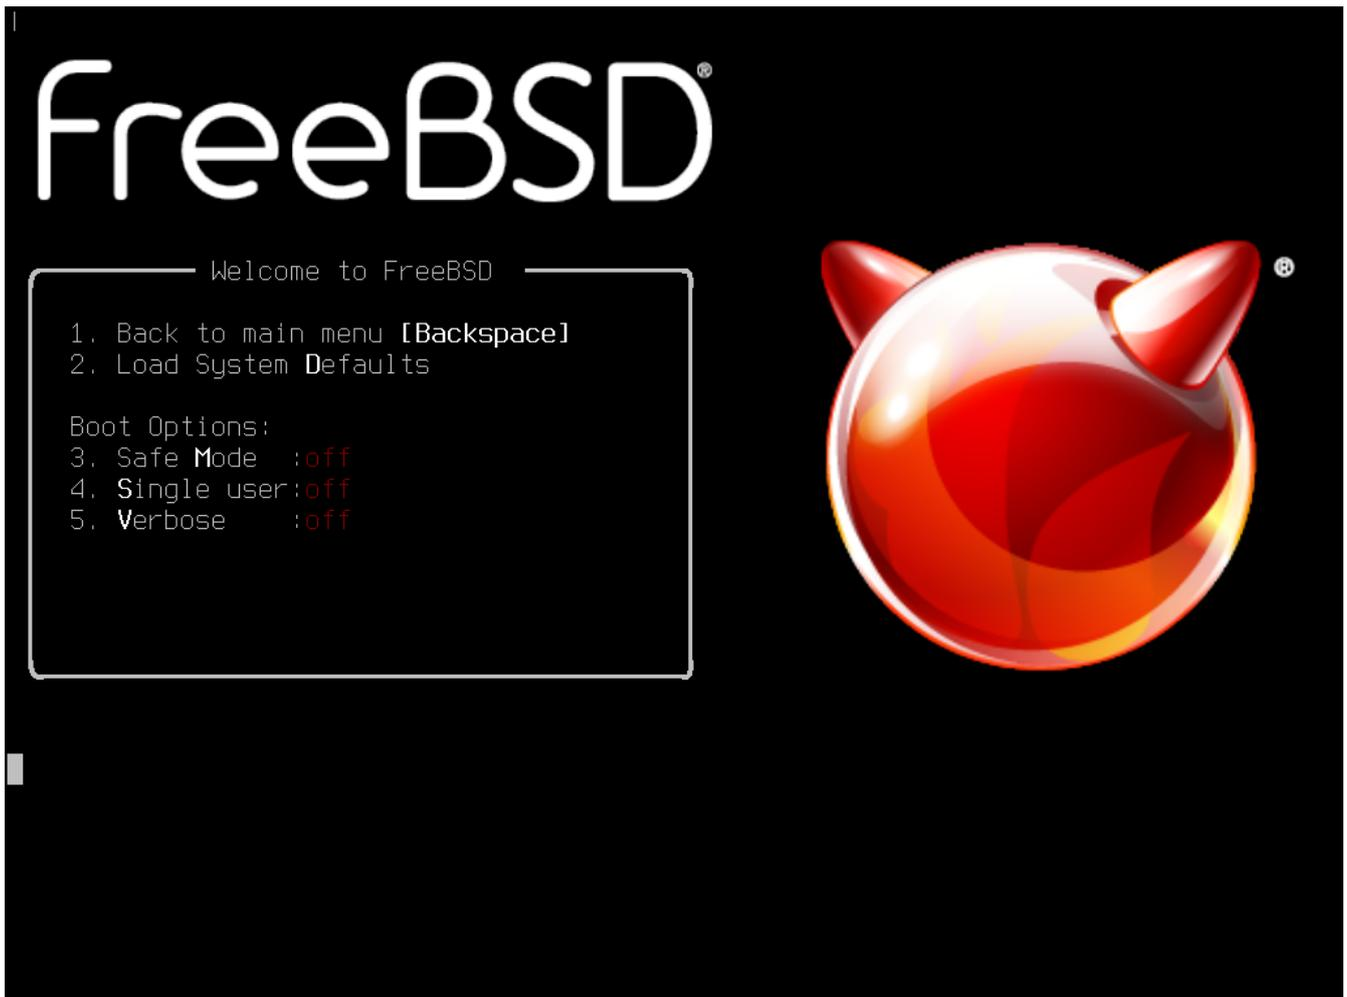 FreeBSD®
Welcome to FreeBSD
®
1. Back to main menu [Backspace]
2. Load System Defaults
Boot Options:
3. Safe Mode  :off
4. Single user:off
5. Verbose    :off